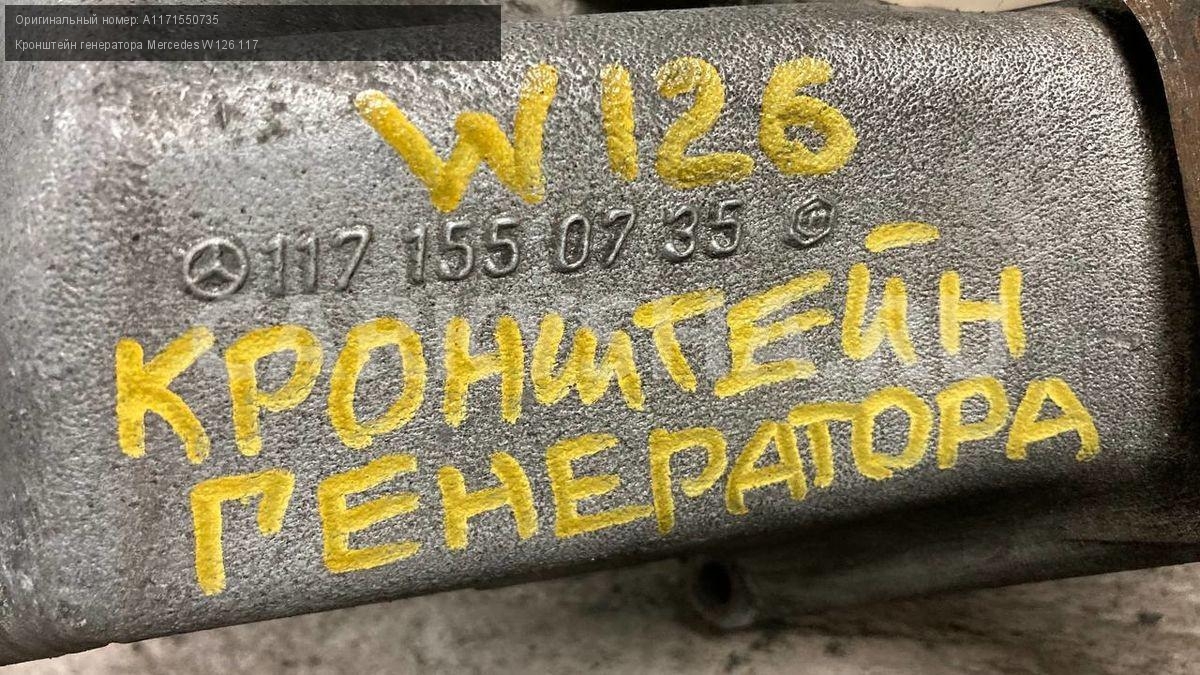 Оригинальный номер: A1171550735
Кронштейн генератора Mercedes W126 117
W126
117 155 07 35 G
КРОНШТЕЙН
ГЕНЕРАТОРА